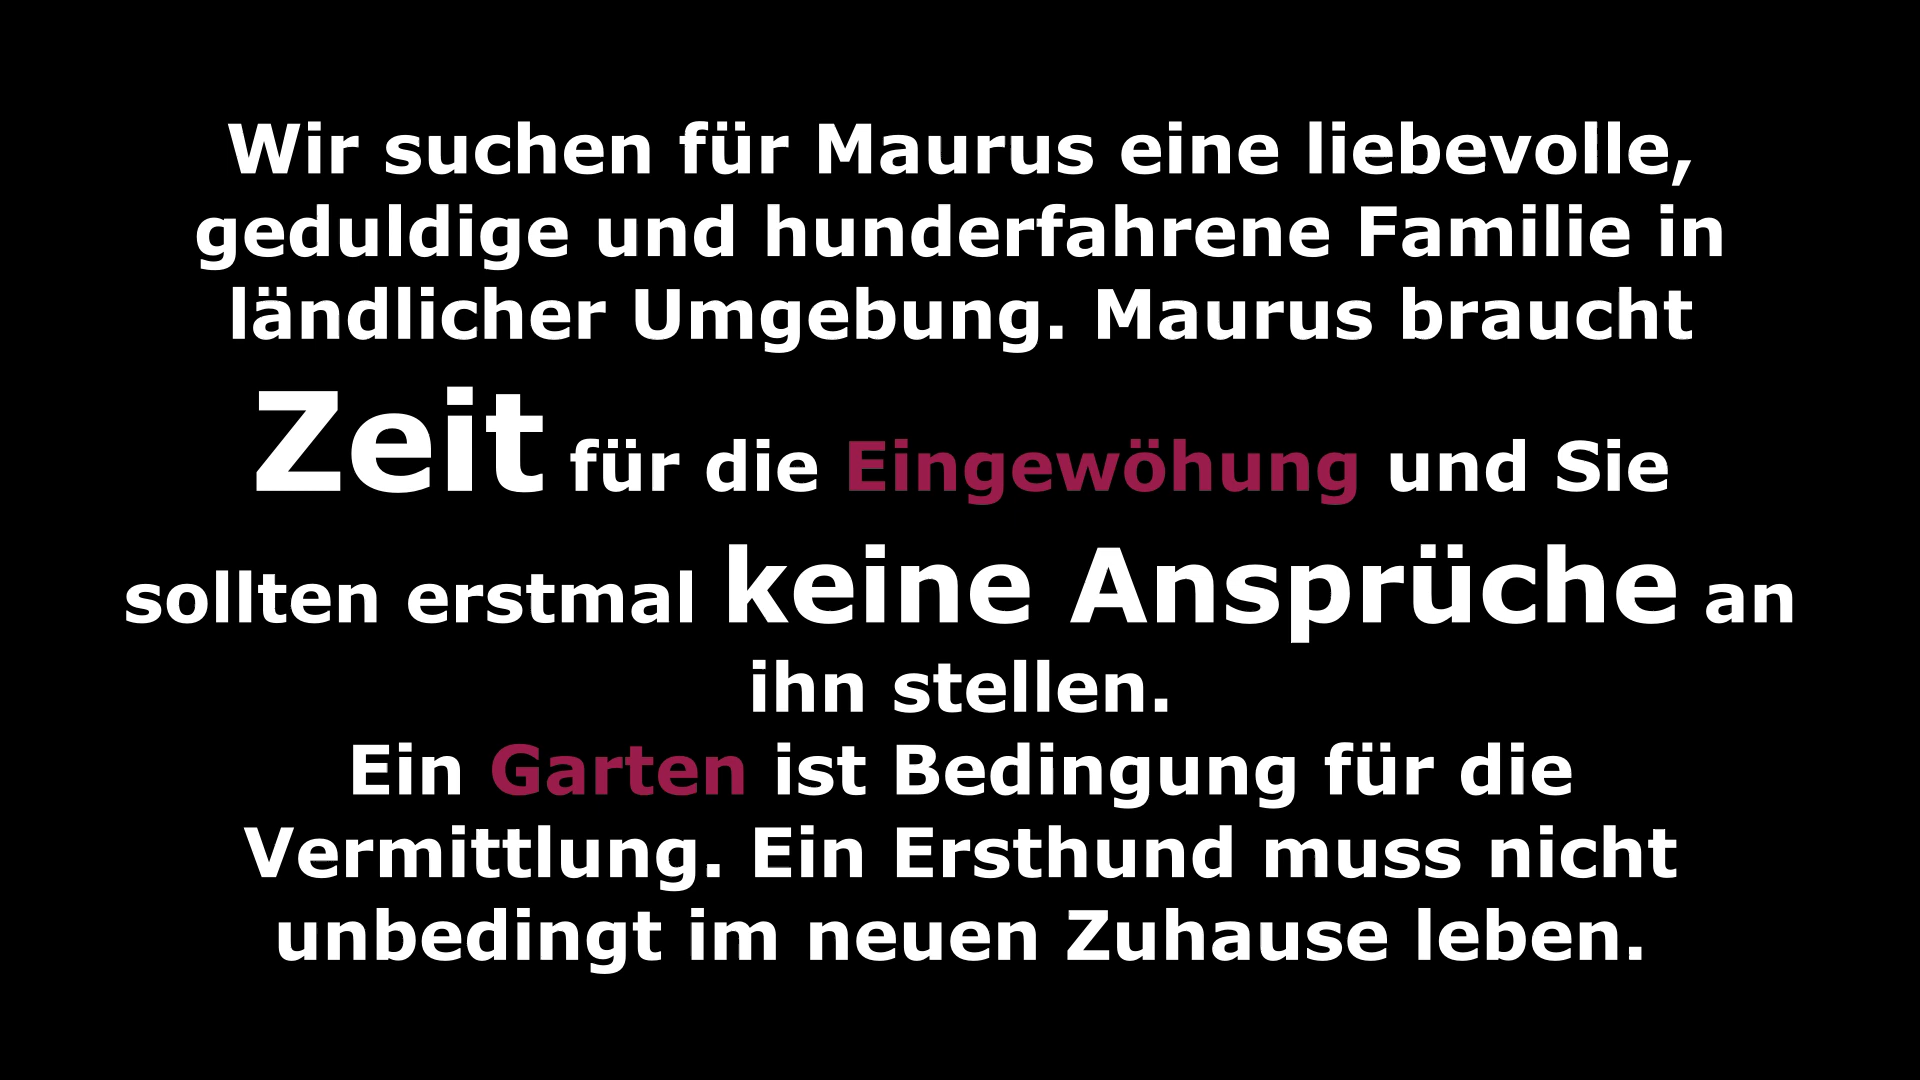 Wir suchen für Maurus eine liebevolle,
geduldige und hunderfahrene Familie in
ländlicher Umgebung. Maurus braucht
Zeit für die Eingewöhung und Sie
sollten erstmal keine Ansprüche an
ihn stellen.
Ein Garten ist Bedingung für die
Vermittlung. Ein Ersthund muss nicht
unbedingt im neuen Zuhause leben.